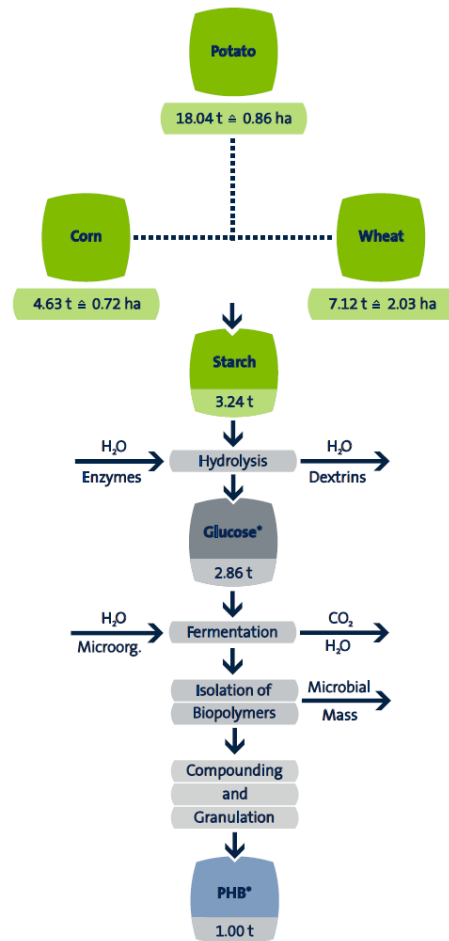 Potato
18.04 t ≙ 0.86 ha
Corn
Wheat
4.63 t ≙ 0.72 ha
7.12 t ≙ 2.03 ha
Starch
3.24 t
H₂O
Enzymes
Hydrolysis
H₂O
Dextrins
Glucose*
2.86 t
H₂O
Microorg.
Fermentation
CO₂
H₂O
Isolation of
Biopolymers
Microbial
Mass
Compounding
and
Granulation
PHB*
1.00 t